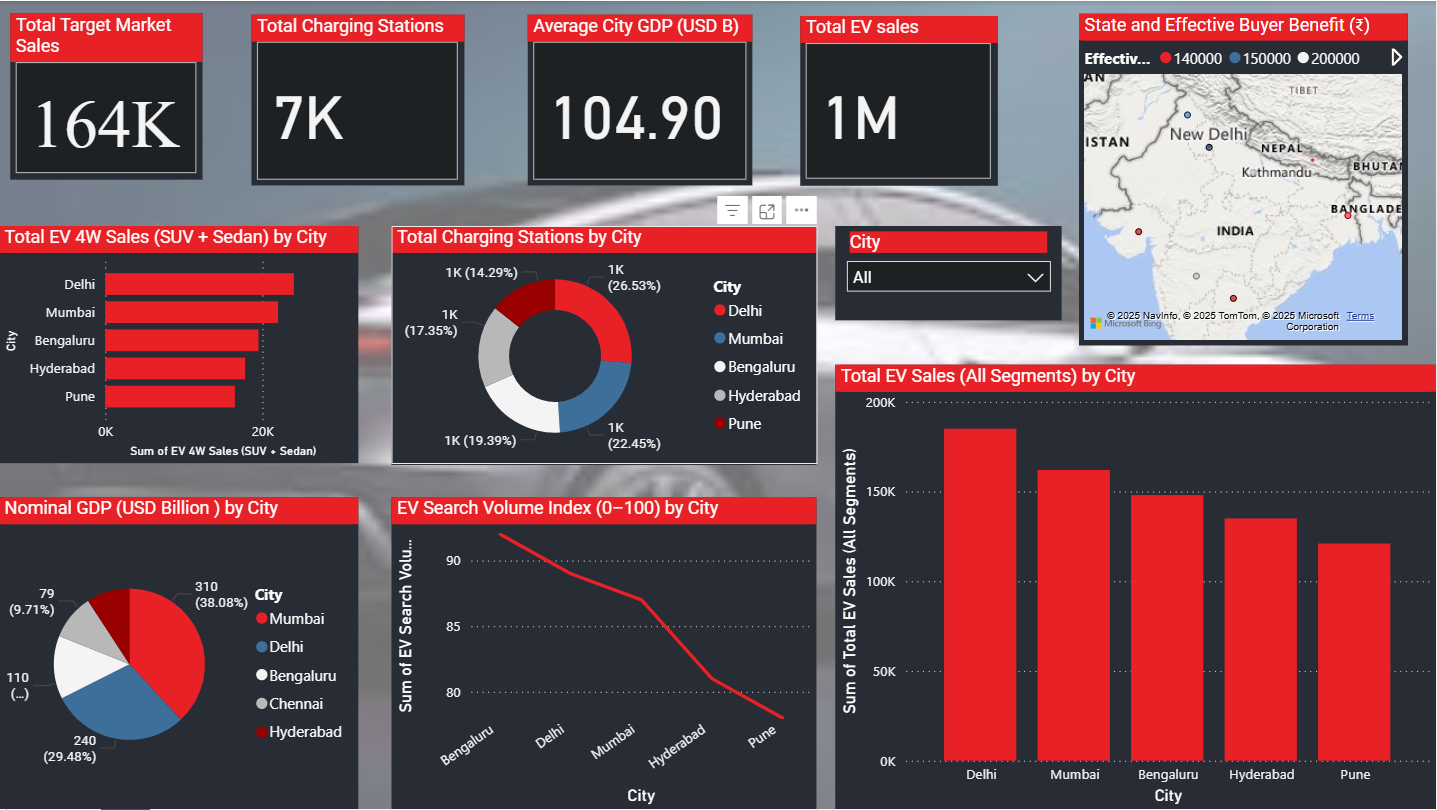 Total Target Market
Sales
164K
Total Charging Stations
7K
Average City GDP (USD B)
104.90
Total EV sales
1M
State and Effective Buyer Benefit (₹)
Effectiv... 140000 150000 200000
AN
TIBET
ISTAN
New Delhi
NEPAL
Kathmandu
BHUTA
BANGLADE
INDIA
© 2025 NavInfo, © 2025 TomTom, © 2025 Microsoft Corporation Terms
Microsoft Bing
Total EV 4W Sales (SUV + Sedan) by City
City
Delhi
Mumbai
Bengaluru
Hyderabad
Pune
0K 20K
Sum of EV 4W Sales (SUV + Sedan)
Total Charging Stations by City
1K (14.29%)
1K
(26.53%)
1K
(17.35%)
1K (19.39%)
1K
(22.45%)
City
Delhi
Mumbai
Bengaluru
Hyderabad
Pune
City
All
Total EV Sales (All Segments) by City
Sum of Total EV Sales (All Segments)
200K
150K
100K
50K
0K
Delhi Mumbai Bengaluru Hyderabad Pune
City
Nominal GDP (USD Billion ) by City
310
(38.08%)
79
(9.71%)
110
(...)
240
(29.48%)
City
Mumbai
Delhi
Bengaluru
Chennai
Hyderabad
EV Search Volume Index (0–100) by City
Sum of EV Search Volu...
90
85
80
Bengaluru Delhi Mumbai Hyderabad Pune
City